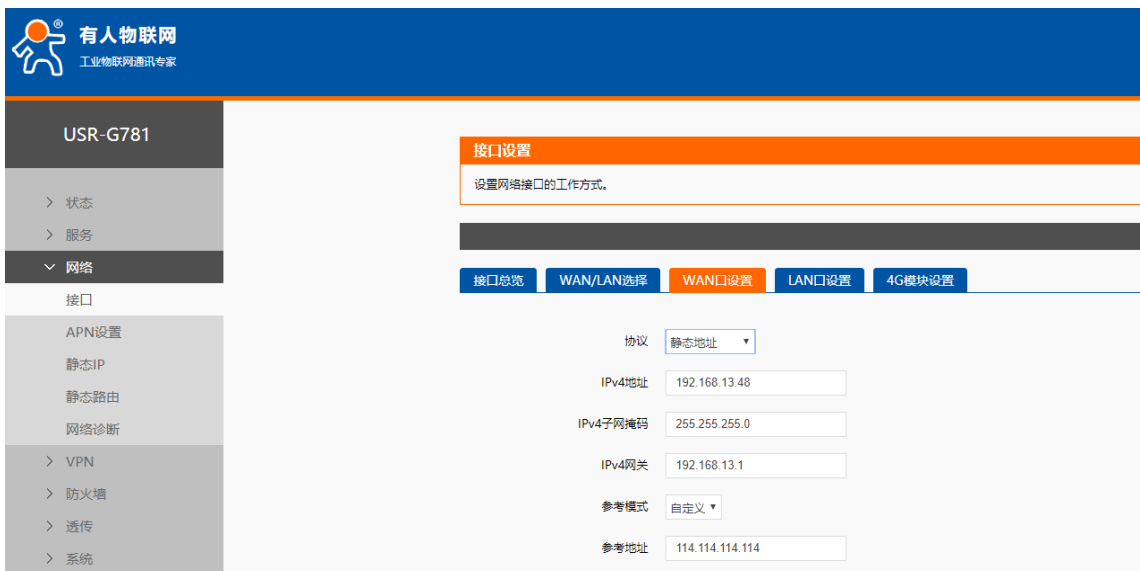 有人物联网
®
工业物联网通讯专家
USR-G781
状态
服务
网络
接口
APN设置
静态IP
静态路由
网络诊断
VPN
防火墙
透传
系统
接口设置
设置网络接口的工作方式。
接口总览 WAN/LAN选择 WAN口设置 LAN口设置 4G模块设置
协议 静态地址
IPv4地址 192.168.13.48
IPv4子网掩码 255.255.255.0
IPv4网关 192.168.13.1
参考模式 自定义
参考地址 114.114.114.114